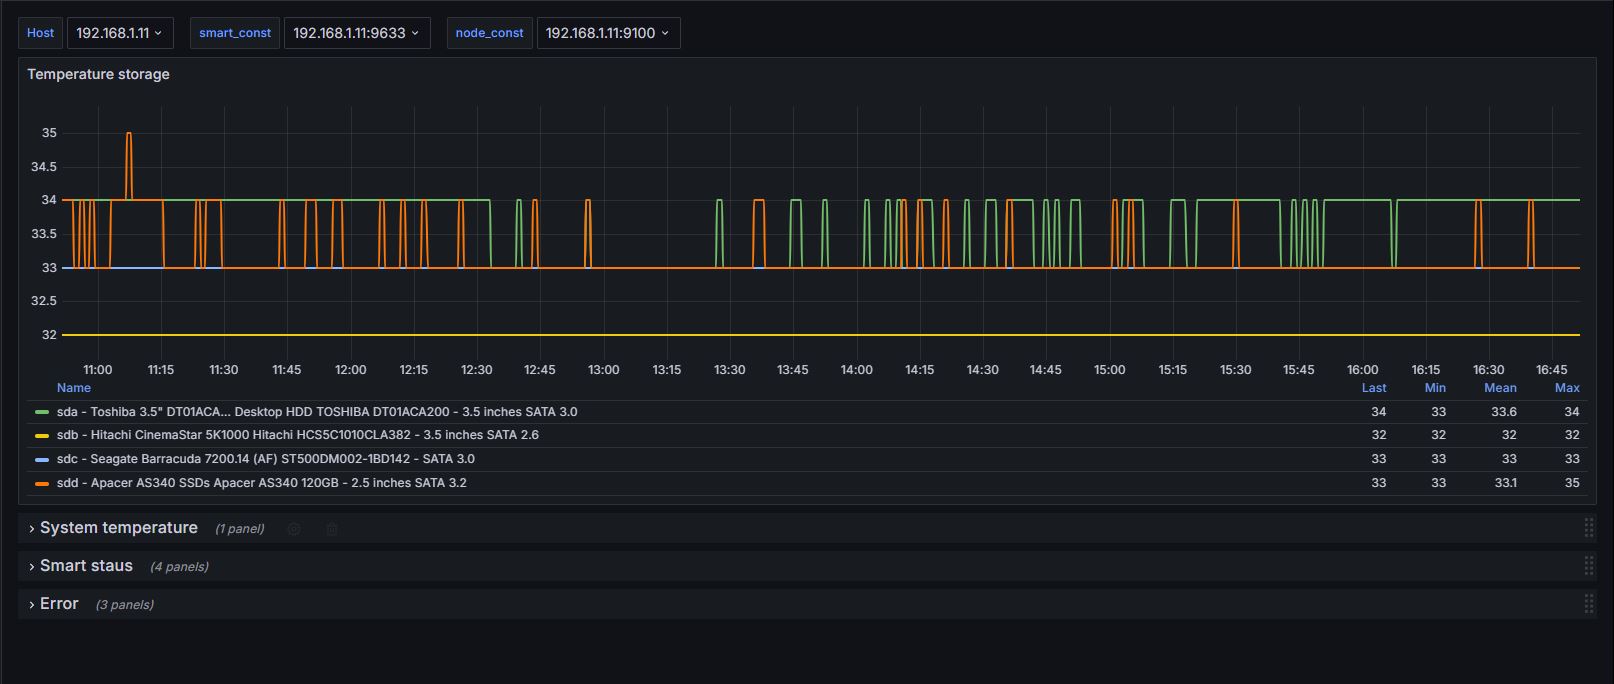 Host 192.168.1.11 smart_const 192.168.1.11:9633 node_const 192.168.1.11:9100
Temperature storage
35
34.5
34
33.5
33
32.5
32
11:00 11:15 11:30 11:45 12:00 12:15 12:30 12:45 13:00 13:15 13:30 13:45 14:00 14:15 14:30 14:45 15:00 15:15 15:30 15:45 16:00 16:15 16:30 16:45
Name Last Min Mean Max
sda - Toshiba 3.5" DT01ACA... Desktop HDD TOSHIBA DT01ACA200 - 3.5 inches SATA 3.0 34 33 33.6 34
sdb - Hitachi CinemaStar 5K1000 Hitachi HCS5C1010CLA382 - 3.5 inches SATA 2.6 32 32 32 32
sdc - Seagate Barracuda 7200.14 (AF) ST500DM002-1BD142 - SATA 3.0 33 33 33 33
sdd - Apacer AS340 SSDs Apacer AS340 120GB - 2.5 inches SATA 3.2 33 33 33.1 35
System temperature (1 panel)
Smart staus (4 panels)
Error (3 panels)